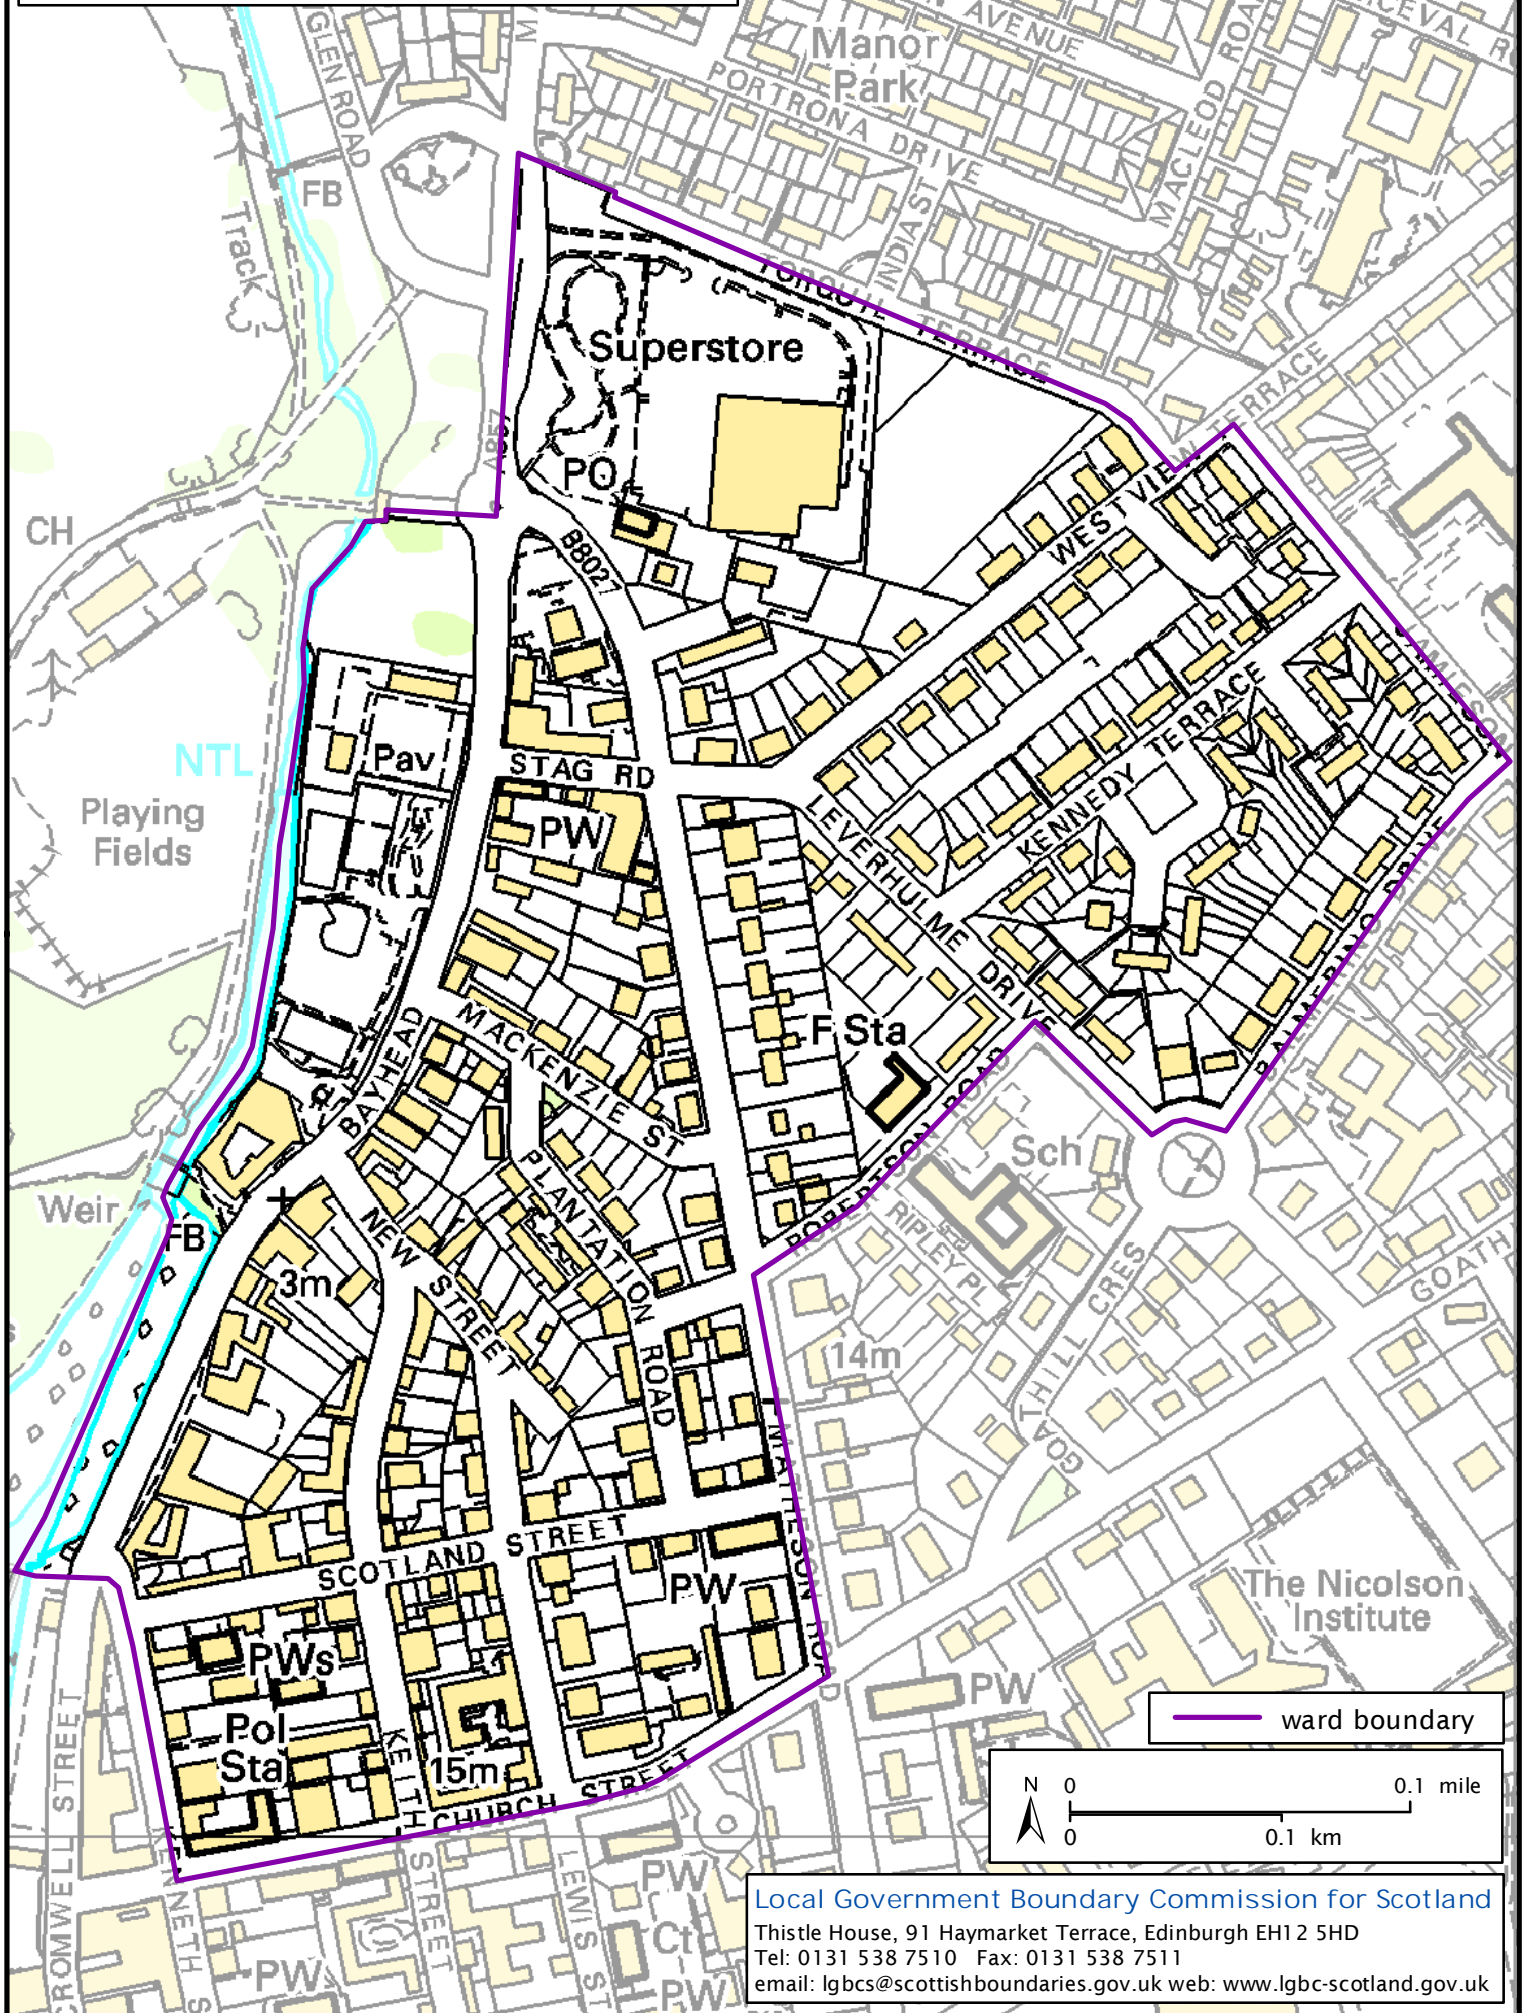 AVENUE
Manor
Park
PORTRONA DRIVE
MACLEOD ROAD
FB
Track
INDIA ST
TORQUIL TERRACE
Superstore
A857
PO
CH
B8027
WEST VIEW TERRACE
NTL
Pav
STAG RD
KENNEDY TERRACE
Playing
Fields
PW
LEVERHULME DRIVE
F Sta
BAYHEAD
MACKENZIE ST
ROBERTSON ROAD
Sch
Weir
FB
NEW STREET
PLANTATION ROAD
RIPLEY PL
3m
14m
GOATHILL CRES
MATHESON ROAD
SCOTLAND STREET
PW
The Nicolson
Institute
PWs
PW
Pol
Sta
15m
KEITH STREET
CHURCH STREET
CROMWELL STREET
KENNETH S
LEWIS ST
PW
PW
Ct
PW
ward boundary
N 0 0.1 mile
0 0.1 km
Local Government Boundary Commission for Scotland
Thistle House, 91 Haymarket Terrace, Edinburgh EH12 5HD
Tel: 0131 538 7510 Fax: 0131 538 7511
email: lgbcs@scottishboundaries.gov.uk web: www.lgbc-scotland.gov.uk